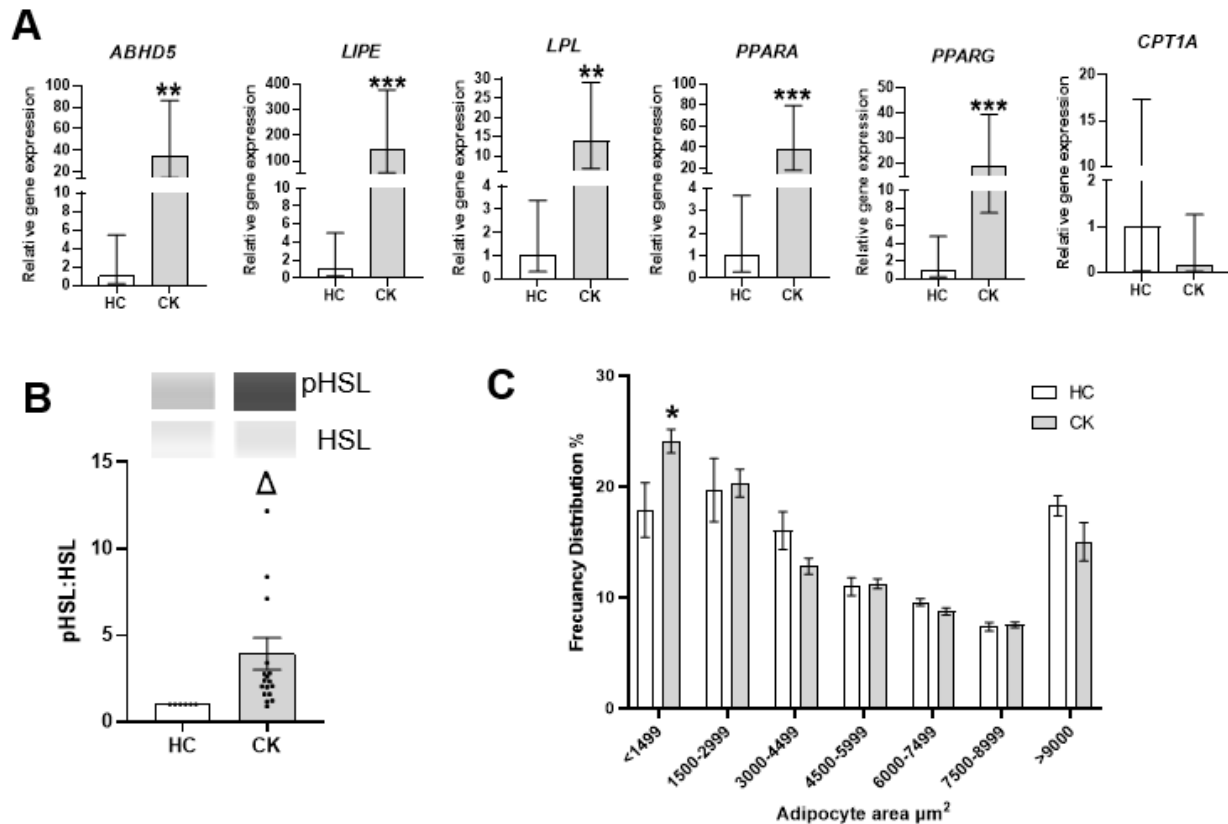 A
ABHD5
LIPE
LPL
PPARA
PPARG
CPT1A
Relative gene expression
100
80
60
40
20
10
8
6
4
2
0
**
HC
CK
Relative gene expression
400
300
200
100
10
8
6
4
2
0
***
HC
CK
Relative gene expression
30
25
20
15
10
5
4
3
2
1
0
**
HC
CK
Relative gene expression
100
80
60
40
20
4
3
2
1
0
***
HC
CK
Relative gene expression
50
40
30
20
10
10
8
6
4
2
0
***
HC
CK
Relative gene expression
20
15
10
2
1
0
HC
CK
B
pHSL
HSL
pHSL:HSL
15
10
5
0
Δ
HC
CK
C
Frecuancy Distribution %
30
20
10
0
*
HC
CK
<1499
1500-2999
3000-4499
4500-5999
6000-7499
7500-8999
>9000
Adipocyte area µm²